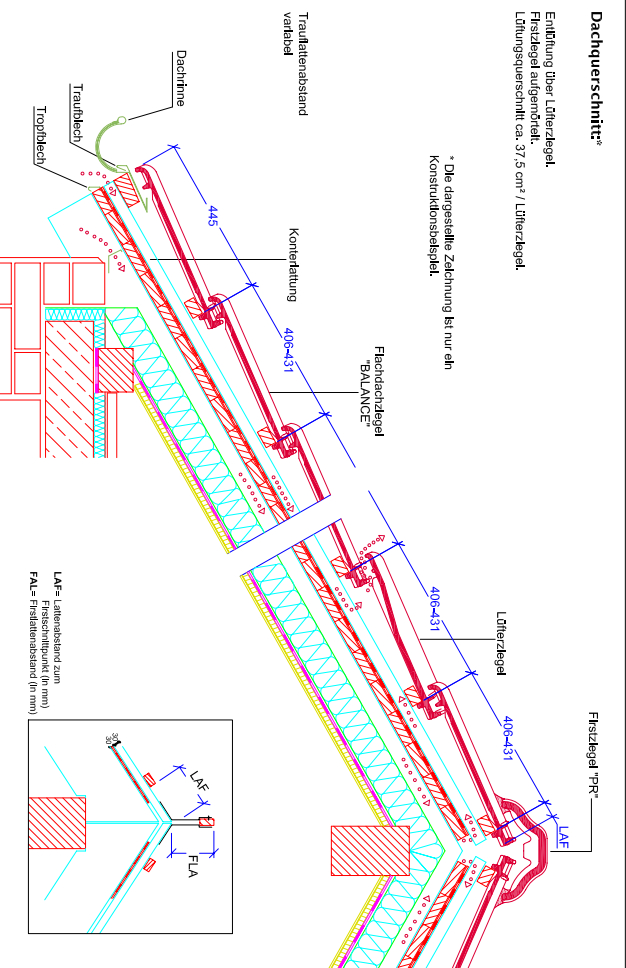 Dachquerschnitt:*
Entlüftung über Lüfterziegel.
Firstziegel aufgemörtelt.
Lüftungsquerschnitt ca. 37,5 cm² / Lüfterziegel.
* Die dargestellte Zeichnung ist nur ein
Konstruktionsbeispiel.
Trauflattenabstand
variabel
Dachrinne
Traufblech
Tropfblech
445
Konterlattung
406-431
Flachdachziegel
"BALANCE"
406-431
Lüfterziegel
406-431
Firstziegel "PR"
LAF
LAF= Lattenabstand zum
Firstschnittpunkt (in mm)
FAL= Firstlattenabstand (in mm)
30
30
LAF
FLA